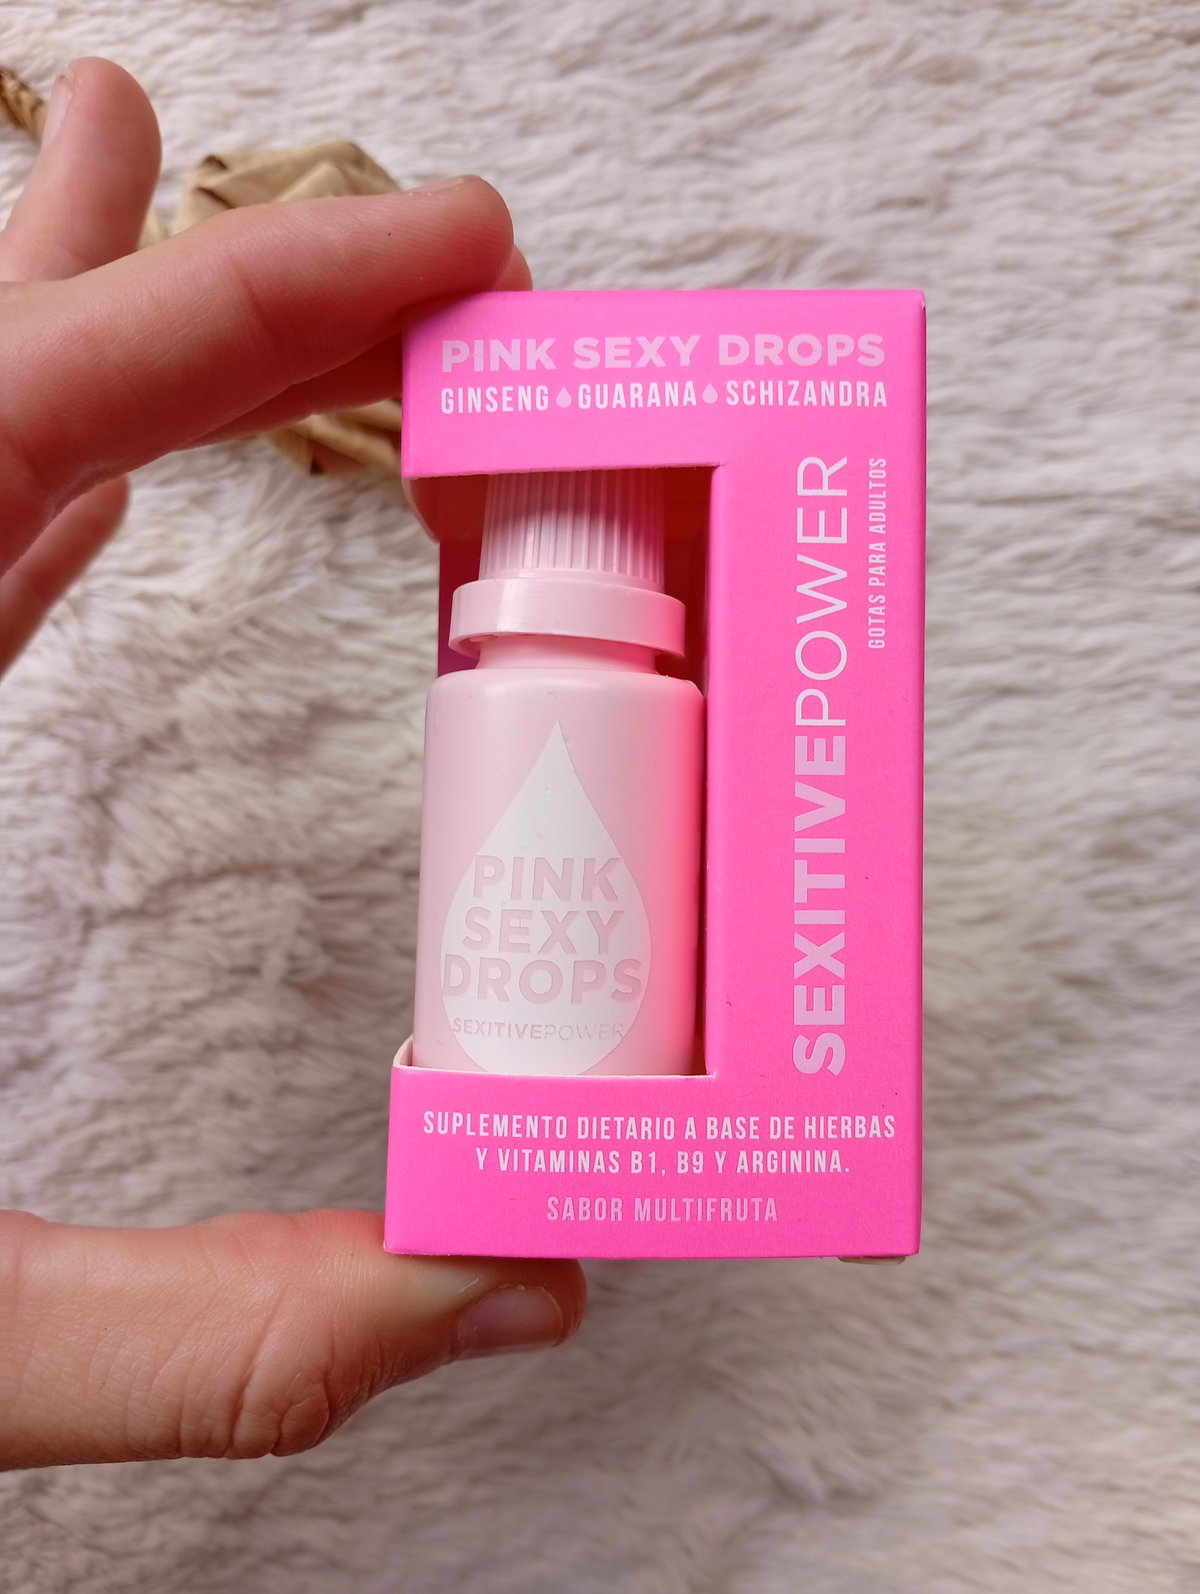 PINK SEXY DROPS
GINSENG GUARANA SCHIZANDRA
SEXITIVEPOWER
GOTAS PARA ADULTOS
PINK
SEXY
DROPS
SEXITIVEPOWER
SUPLEMENTO DIETARIO A BASE DE HIERBAS
Y VITAMINAS B1, B9 Y ARGININA.
SABOR MULTIFRUTA